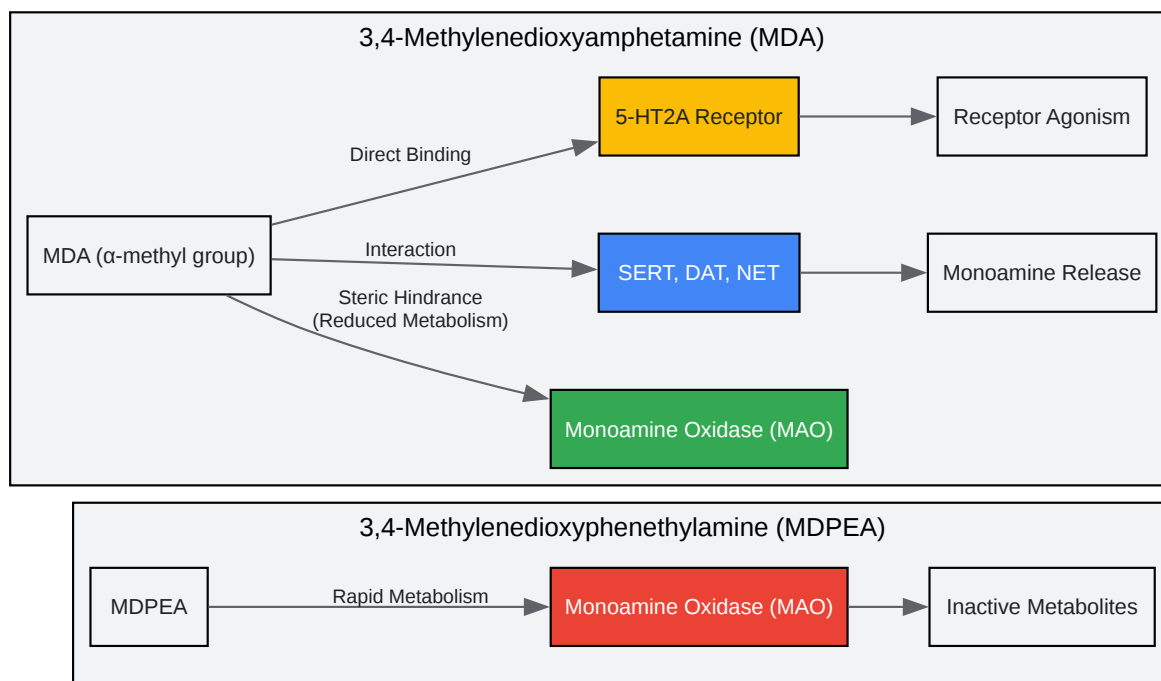 3,4-Methylenedioxyamphetamine (MDA)
5-HT2A Receptor
Receptor Agonism
Direct Binding
MDA (α-methyl group)
Interaction
SERT, DAT, NET
Monoamine Release
Steric Hindrance
(Reduced Metabolism)
Monoamine Oxidase (MAO)
3,4-Methylenedioxyphenethylamine (MDPEA)
MDPEA
Rapid Metabolism
Monoamine Oxidase (MAO)
Inactive Metabolites